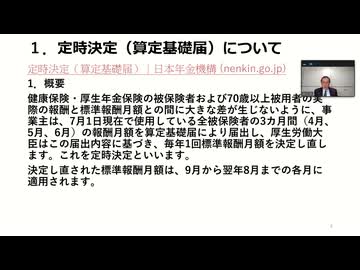 １．定時決定（算定基礎届）について
定時決定（算定基礎届）｜日本年金機構 (nenkin.go.jp)
1．概要
健康保険・厚生年金保険の被保険者および70歳以上被用者の実
際の報酬と標準報酬月額との間に大きな差が生じないように、事
業主は、7月1日現在で使用している全被保険者の3カ月間（4月、
5月、6月）の報酬月額を算定基礎届により届出し、厚生労働大
臣はこの届出内容に基づき、毎年1回標準報酬月額を決定し直し
ます。これを定時決定といいます。
決定し直された標準報酬月額は、9月から翌年8月までの各月に
適用されます。